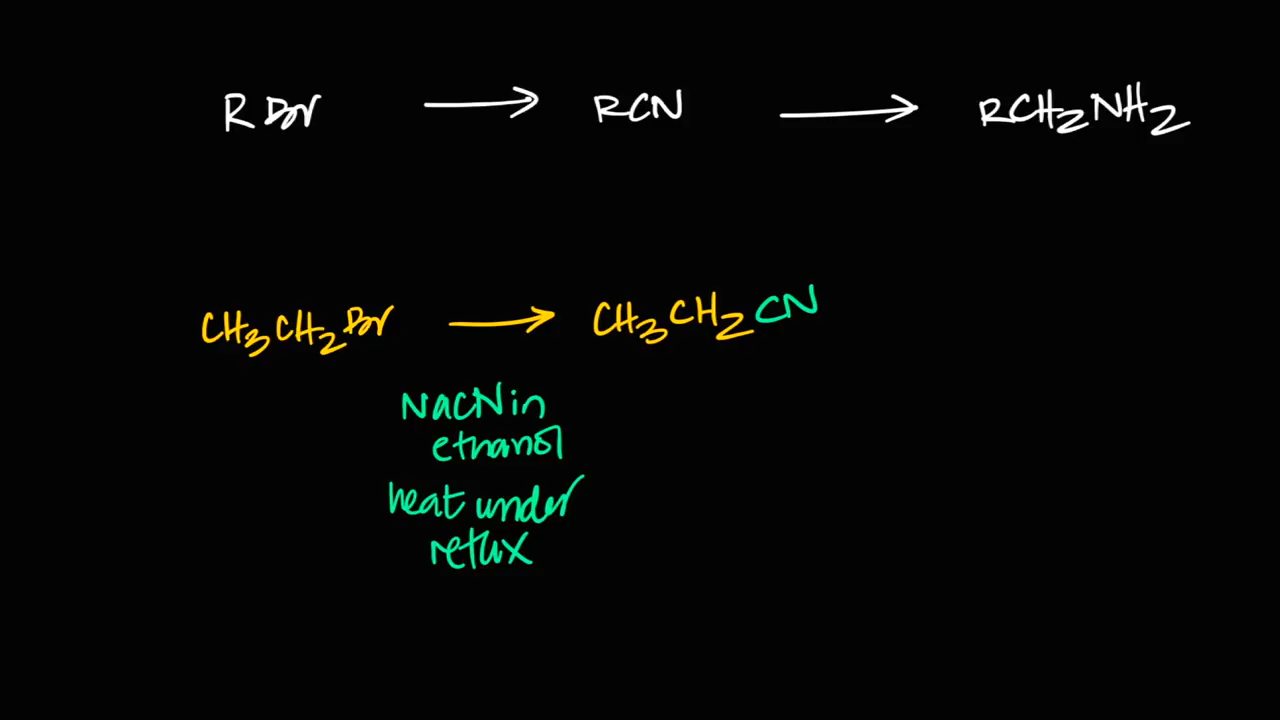 RBr → RCN → RCH2NH2
CH3CH2Br → CH3CH2CN
NaCN in
ethanol
heat under
reflux